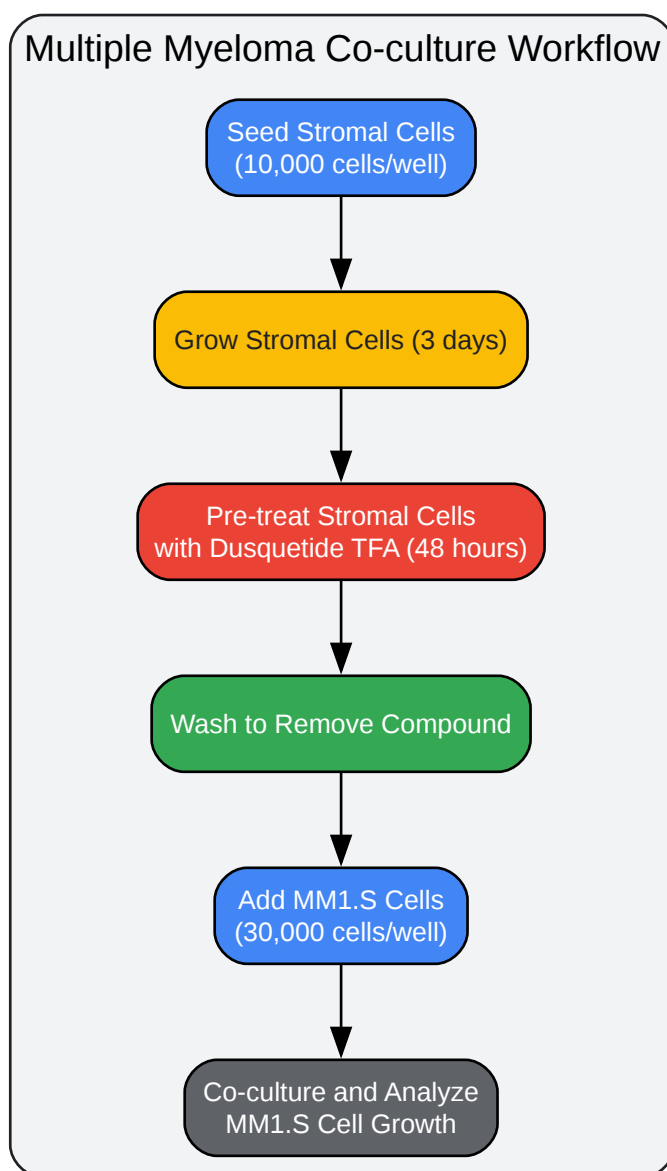 Multiple Myeloma Co-culture Workflow
Seed Stromal Cells
(10,000 cells/well)
Grow Stromal Cells (3 days)
Pre-treat Stromal Cells
with Dusquetide TFA (48 hours)
Wash to Remove Compound
Add MM1.S Cells
(30,000 cells/well)
Co-culture and Analyze
MM1.S Cell Growth